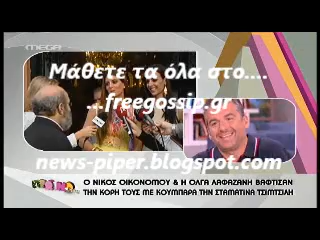 MEGA
Μάθετε τα όλα στο....
...freegossip.gr
news-piper.blogspot.com
Ο ΝΙΚΟΣ ΟΙΚΟΝΟΜΟΥ & Η ΟΛΓΑ ΛΑΦΑΖΑΝΗ ΒΑΦΤΙΣΑΝ
ΤΗΝ ΚΟΡΗ ΤΟΥΣ ΜΕ ΚΟΥΜΠΑΡΑ ΤΗΝ ΣΤΑΜΑΤΙΝΑ ΤΣΙΜΤΣΙΛΗ